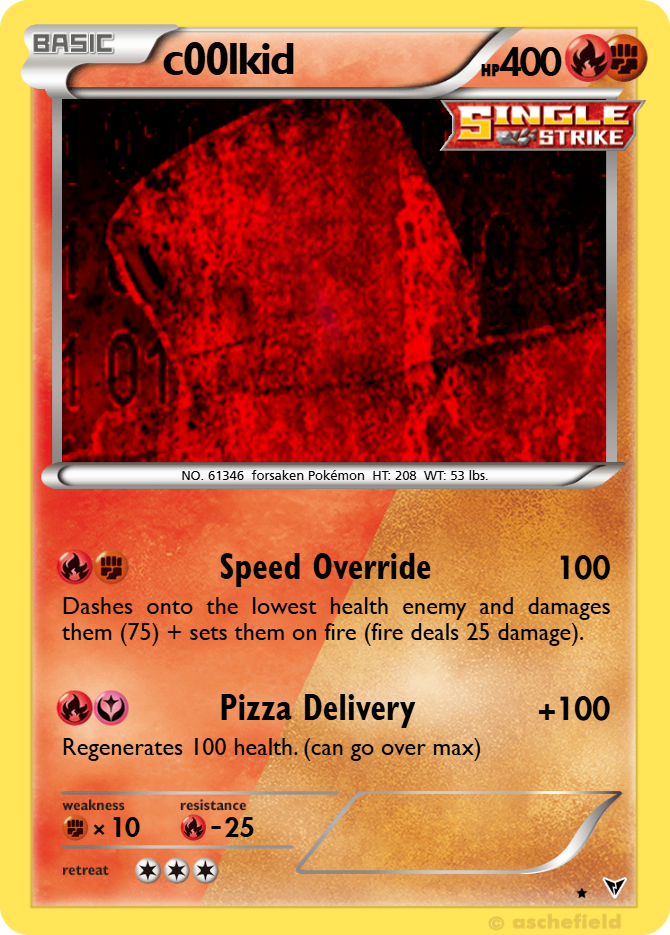 BASIC
c00lkid
HP400
SINGLE
STRIKE
101
NO. 61346 forsaken Pokémon HT: 208 WT: 53 lbs.
Speed Override 100
Dashes onto the lowest health enemy and damages
them (75) + sets them on fire (fire deals 25 damage).
Pizza Delivery +100
Regenerates 100 health. (can go over max)
weakness resistance
× 10 -25
retreat
© aschefield